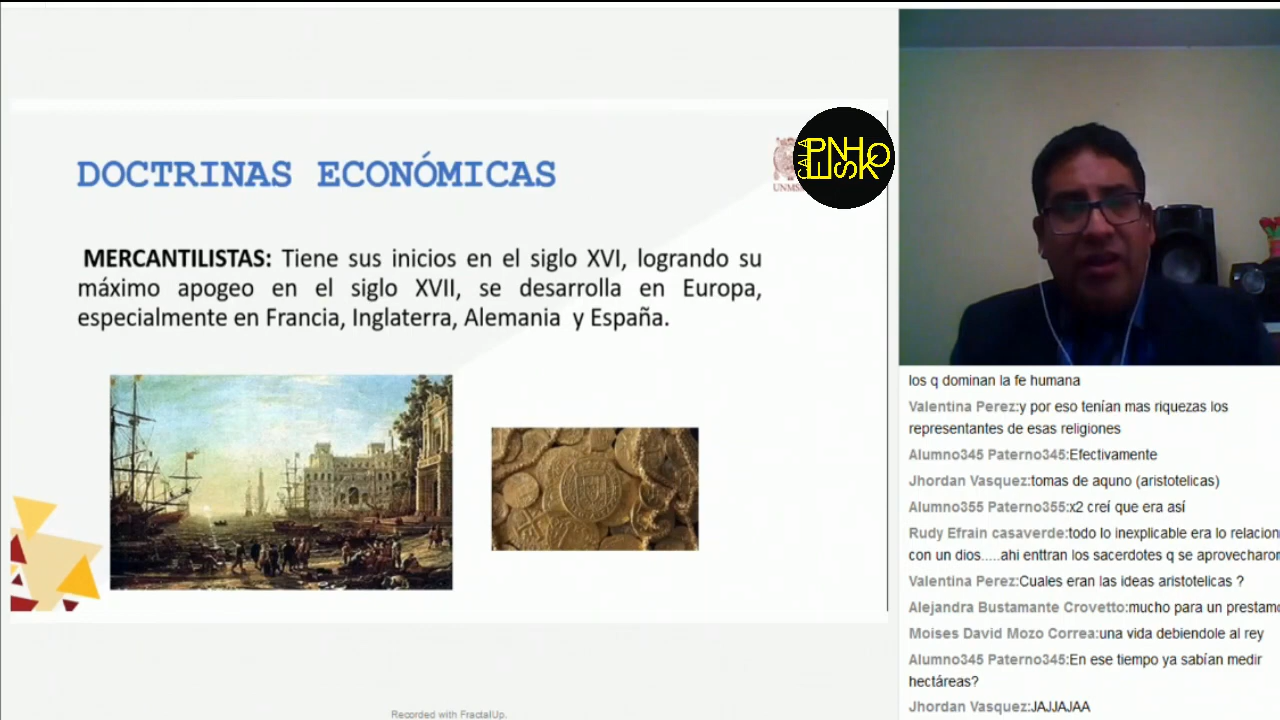 DOCTRINAS ECONÓMICAS
UNMS
CALA
PNHO
ESK
MERCANTILISTAS: Tiene sus inicios en el siglo XVI, logrando su
máximo apogeo en el siglo XVII, se desarrolla en Europa,
especialmente en Francia, Inglaterra, Alemania y España.
Recorded with FractalUp.
los q dominan la fe humana
Valentina Perez:y por eso tenían mas riquezas los
representantes de esas religiones
Alumno345 Paterno345:Efectivamente
Jhordan Vasquez:tomas de aquno (aristotelicas)
Alumno355 Paterno355:x2 creí que era así
Rudy Efrain casaverde:todo lo inexplicable era lo relacion
con un dios.....ahi enttran los sacerdotes q se aprovecharon
Valentina Perez:Cuales eran las ideas aristotelicas ?
Alejandra Bustamante Crovetto:mucho para un prestamo
Moises David Mozo Correa:una vida debiendole al rey
Alumno345 Paterno345:En ese tiempo ya sabían medir
hectáreas?
Jhordan Vasquez:JAJJAJAA